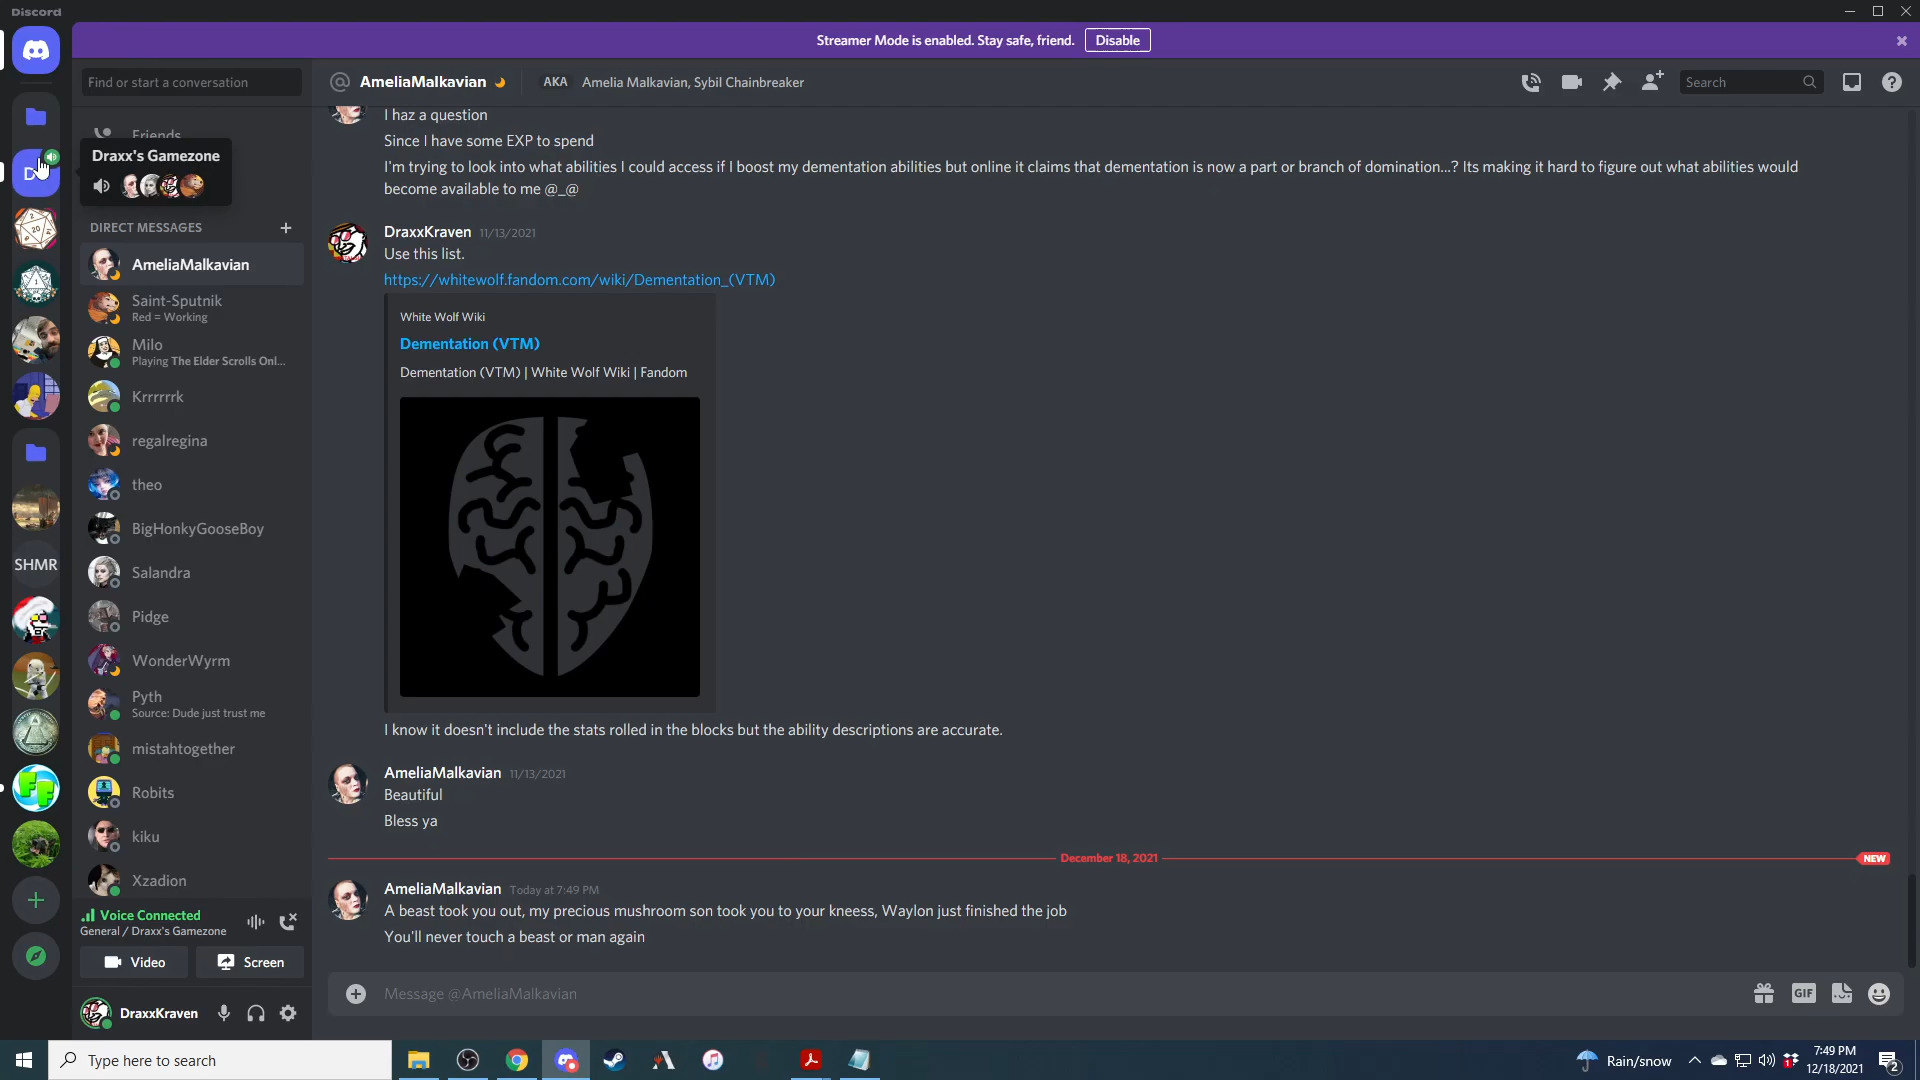 Discord
Streamer Mode is enabled. Stay safe, friend.
Disable
Find or start a conversation
AmeliaMalkavian
AKA
Amelia Malkavian, Sybil Chainbreaker
Search
Friends
Draxx's Gamezone
D
DIRECT MESSAGES
AmeliaMalkavian
Saint-Sputnik
Red = Working
Milo
Playing The Elder Scrolls Onl...
Krrrrrrk
regalregina
theo
BigHonkyGooseBoy
SHMR
Salandra
Pidge
WonderWyrm
Pyth
Source: Dude just trust me
mistahtogether
Robits
FF
kiku
Xzadion
Voice Connected
General / Draxx's Gamezone
Video
Screen
DraxxKraven
I haz a question
Since I have some EXP to spend
I'm trying to look into what abilities I could access if I boost my dementation abilities but online it claims that dementation is now a part or branch of domination...? Its making it hard to figure out what abilities would
become available to me @_@
DraxxKraven 11/13/2021
Use this list.
https://whitewolf.fandom.com/wiki/Dementation_(VTM)
White Wolf Wiki
Dementation (VTM)
Dementation (VTM) | White Wolf Wiki | Fandom
I know it doesn't include the stats rolled in the blocks but the ability descriptions are accurate.
AmeliaMalkavian 11/13/2021
Beautiful
Bless ya
December 18, 2021
NEW
AmeliaMalkavian Today at 7:49 PM
A beast took you out, my precious mushroom son took you to your kneess, Waylon just finished the job
You'll never touch a beast or man again
Message @AmeliaMalkavian
GIF
Type here to search
Rain/snow
7:49 PM
12/18/2021
2